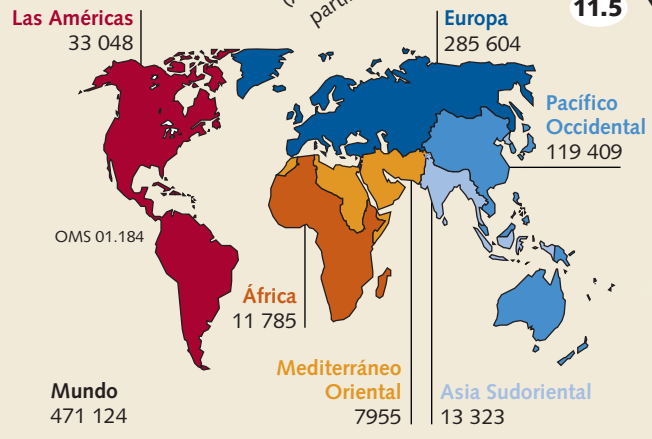 Las Américas
33 048
Europa
285 604
11.5
Pacífico
Occidental
119 409
OMS 01.184
África
11 785
Mediterráneo
Oriental
7955
Asia Sudoriental
13 323
Mundo
471 124